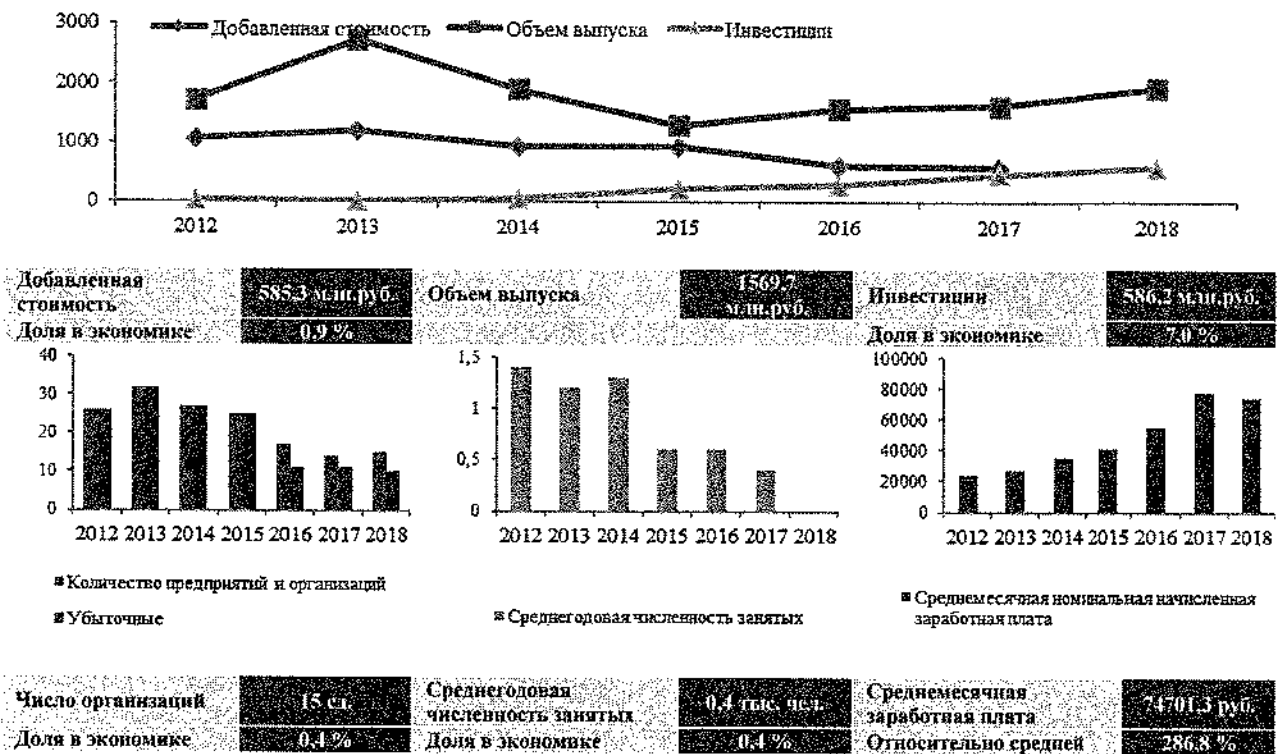 3000
Добавленная стоимость Объем выпуска Инвестиции
2000
1000
0
2012 2013 2014 2015 2016 2017 2018
Добавленная стоимость
585.3 млн.руб.
Доля в экономике
0.9 %
Объем выпуска
1569.7
млн.руб.
Инвестиции
586.2 млн.руб.
Доля в экономике
7.0 %
40
30
20
10
0
2012 2013 2014 2015 2016 2017 2018
Количество предприятий и организаций
Убыточные
1,5
1
0,5
0
2012 2013 2014 2015 2016 2017 2018
Среднегодовая численность занятых
100000
80000
60000
40000
20000
0
2012 2013 2014 2015 2016 2017 2018
Среднемесячная номинальная начисленная
заработная плата
Число организаций
15 ед.
Доля в экономике
0.4 %
Среднегодовая
численность занятых
0.4 тыс. чел.
Доля в экономике
0.4 %
Среднемесячная
заработная плата
74701.3 руб.
Относительно средней
286.8 %